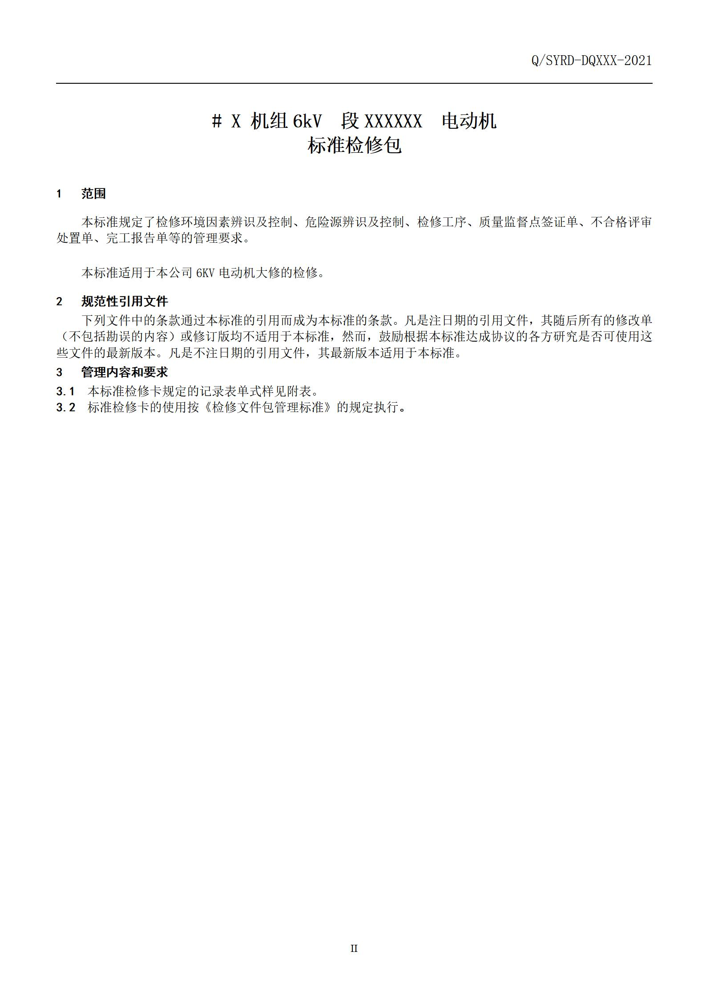 Q/SYRD-DQXXX-2021
# X 机组 6kV 段 XXXXXX 电动机
标准检修包
1 范围
本标准规定了检修环境因素辨识及控制、危险源辨识及控制、检修工序、质量监督点签证单、不合格评审
处置单、完工报告单等的管理要求。
本标准适用于本公司 6KV 电动机大修的检修。
2 规范性引用文件
下列文件中的条款通过本标准的引用而成为本标准的条款。凡是注日期的引用文件，其随后所有的修改单
（不包括勘误的内容）或修订版均不适用于本标准，然而，鼓励根据本标准达成协议的各方研究是否可使用这
些文件的最新版本。凡是不注日期的引用文件，其最新版本适用于本标准。
3 管理内容和要求
3.1 本标准检修卡规定的记录表单式样见附表。
3.2 标准检修卡的使用按《检修文件包管理标准》的规定执行。
II